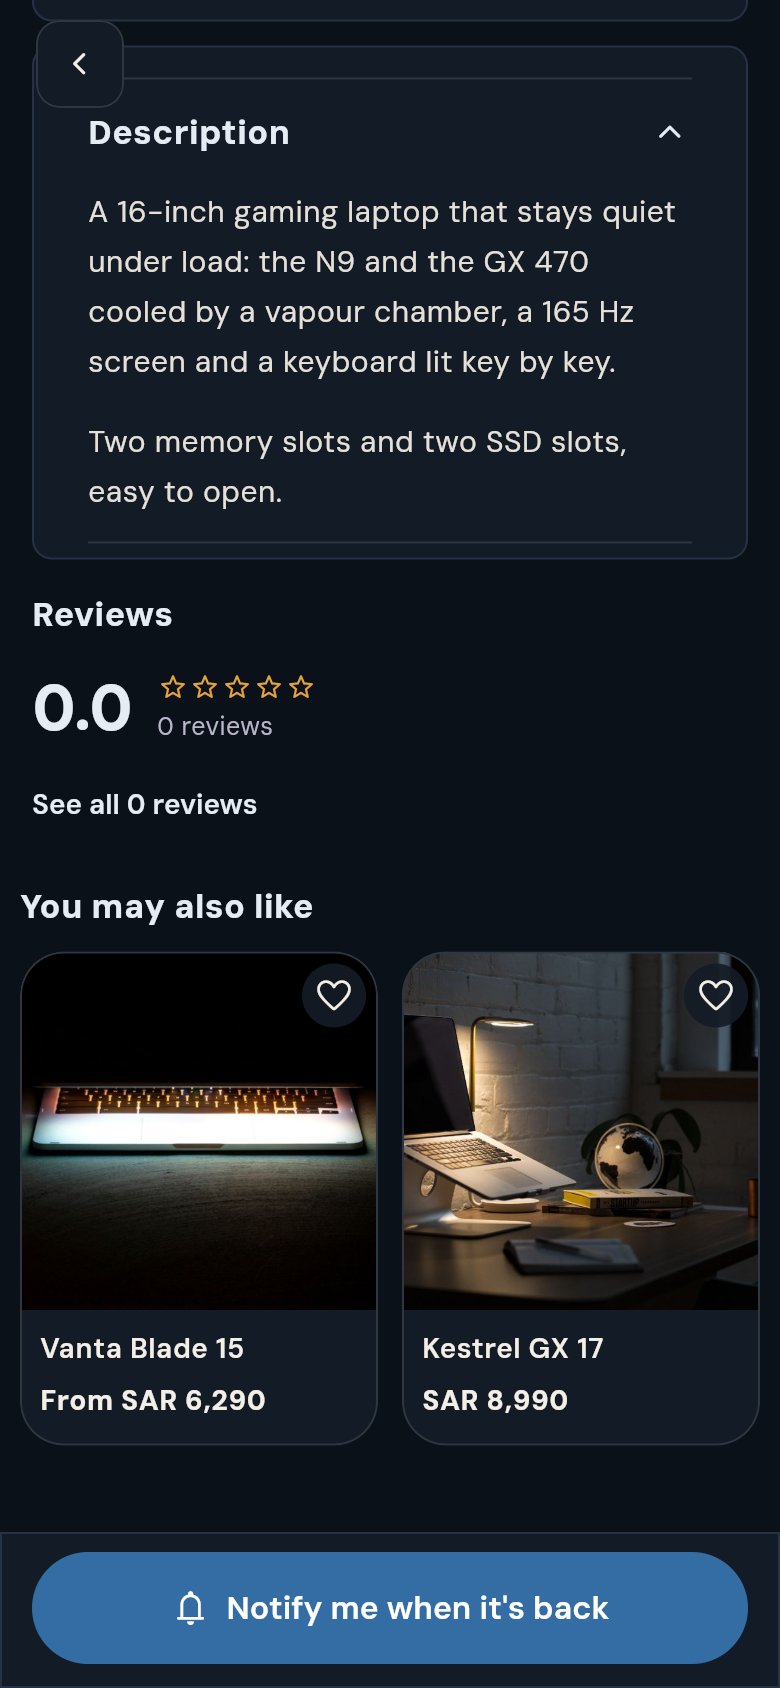 Description
A 16-inch gaming laptop that stays quiet
under load: the N9 and the GX 470
cooled by a vapour chamber, a 165 Hz
screen and a keyboard lit key by key.
Two memory slots and two SSD slots,
easy to open.
Reviews
0.0
0 reviews
See all 0 reviews
You may also like
Vanta Blade 15
From SAR 6,290
Kestrel GX 17
SAR 8,990
Notify me when it's back